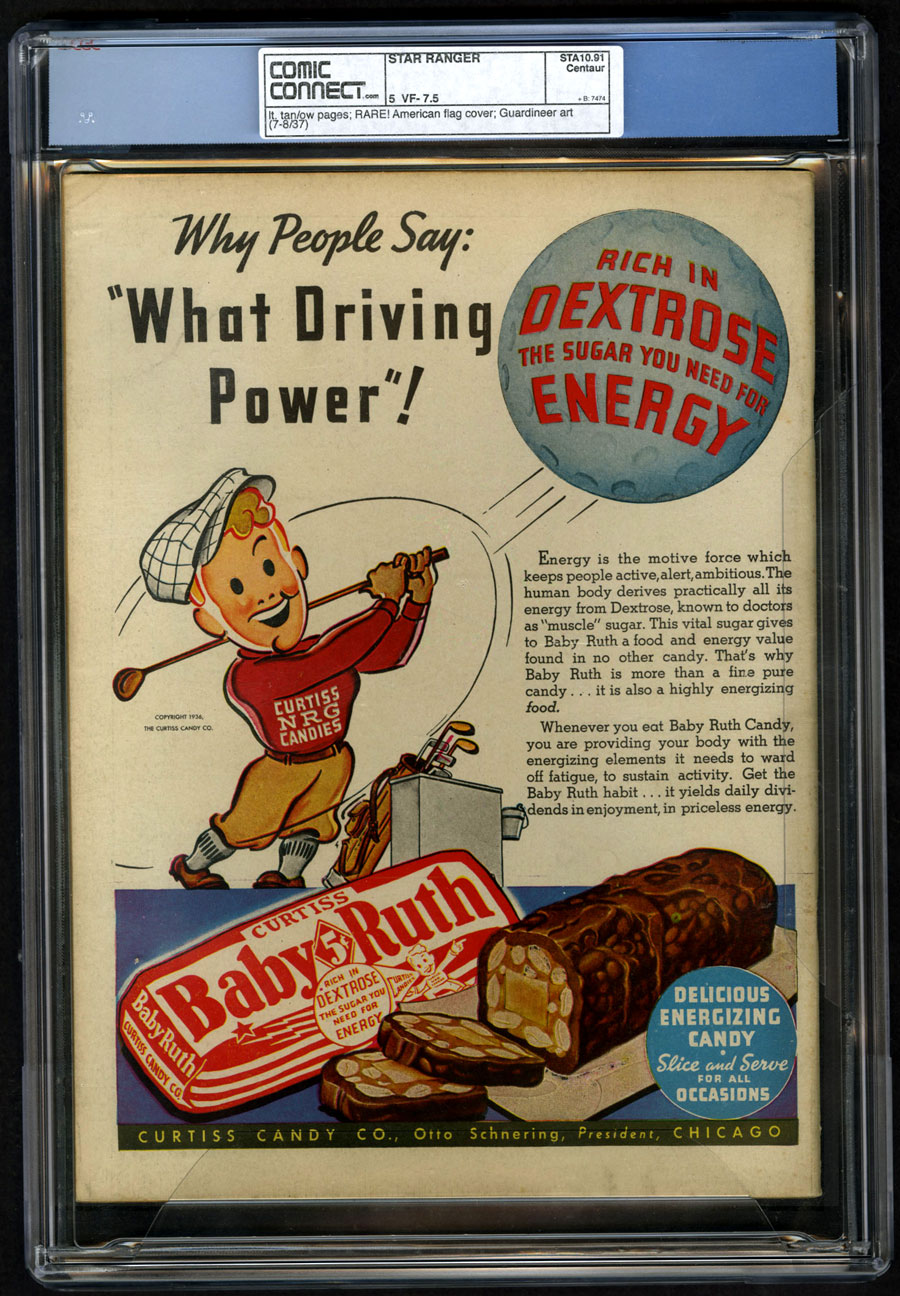 COMIC
CONNECT.com
STAR RANGER
5 VF- 7.5
STA10.91
Centaur
+ B: 7474
lt. tan/ow pages; RARE! American flag cover; Guardineer art
(7-8/37)
Why People Say:
"What Driving
Power"!
RICH IN
DEXTROSE
THE SUGAR YOU NEED FOR
ENERGY
Energy is the motive force which
keeps people active, alert, ambitious. The
human body derives practically all its
energy from Dextrose, known to doctors
as "muscle" sugar. This vital sugar gives
to Baby Ruth a food and energy value
found in no other candy. That's why
Baby Ruth is more than a fine pure
candy . . . it is also a highly energizing
food.
Whenever you eat Baby Ruth Candy,
you are providing your body with the
energizing elements it needs to ward
off fatigue, to sustain activity. Get the
Baby Ruth habit . . . it yields daily divi-
dends in enjoyment, in priceless energy.
CURTISS
NRG
CANDIES
COPYRIGHT 1936,
THE CURTISS CANDY CO.
CURTISS
Baby Ruth
5¢
RICH IN
DEXTROSE
THE SUGAR YOU
NEED FOR
ENERGY
CURTISS
CANDIES
Baby Ruth
CURTISS CANDY CO.
DELICIOUS
ENERGIZING
CANDY
Slice and Serve
FOR ALL
OCCASIONS
CURTISS CANDY CO., Otto Schnering, President, CHICAGO